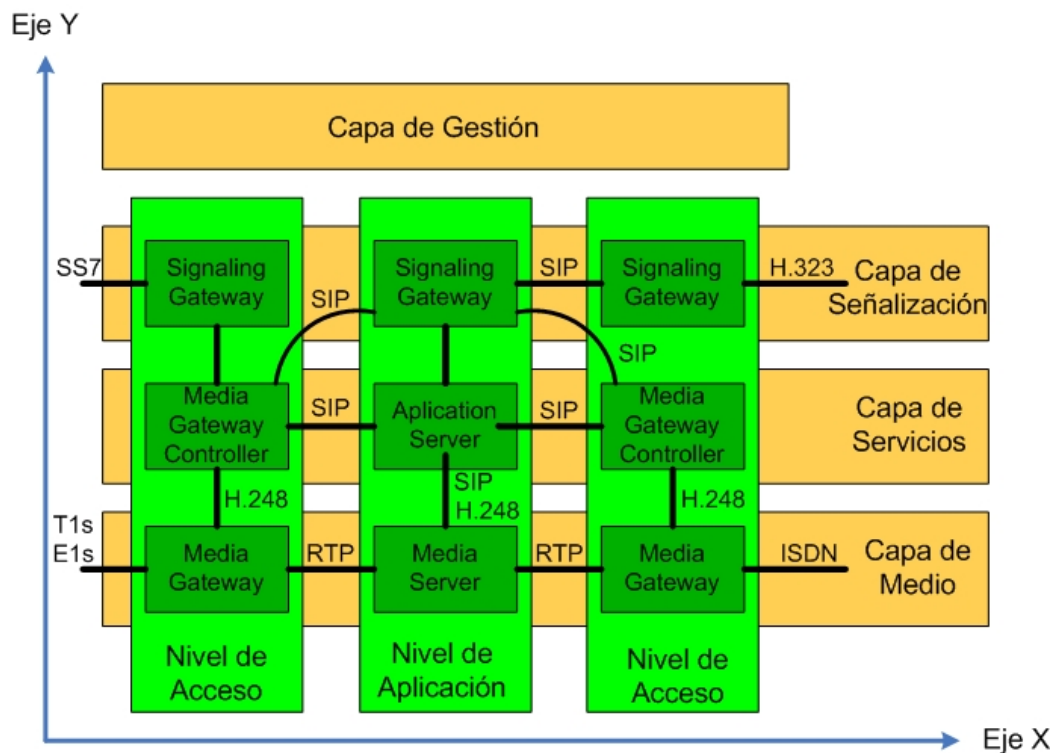 Eje Y
Capa de Gestión
SS7
Signaling
Gateway
SIP
Signaling
Gateway
SIP
Signaling
Gateway
H.323
Capa de
Señalización
SIP
Media
Gateway
Controller
SIP
Aplication
Server
SIP
Media
Gateway
Controller
Capa de
Servicios
H.248
SIP
H.248
H.248
T1s
E1s
Media
Gateway
RTP
Media
Server
RTP
Media
Gateway
ISDN
Capa de
Medio
Nivel de
Acceso
Nivel de
Aplicación
Nivel de
Acceso
Eje X